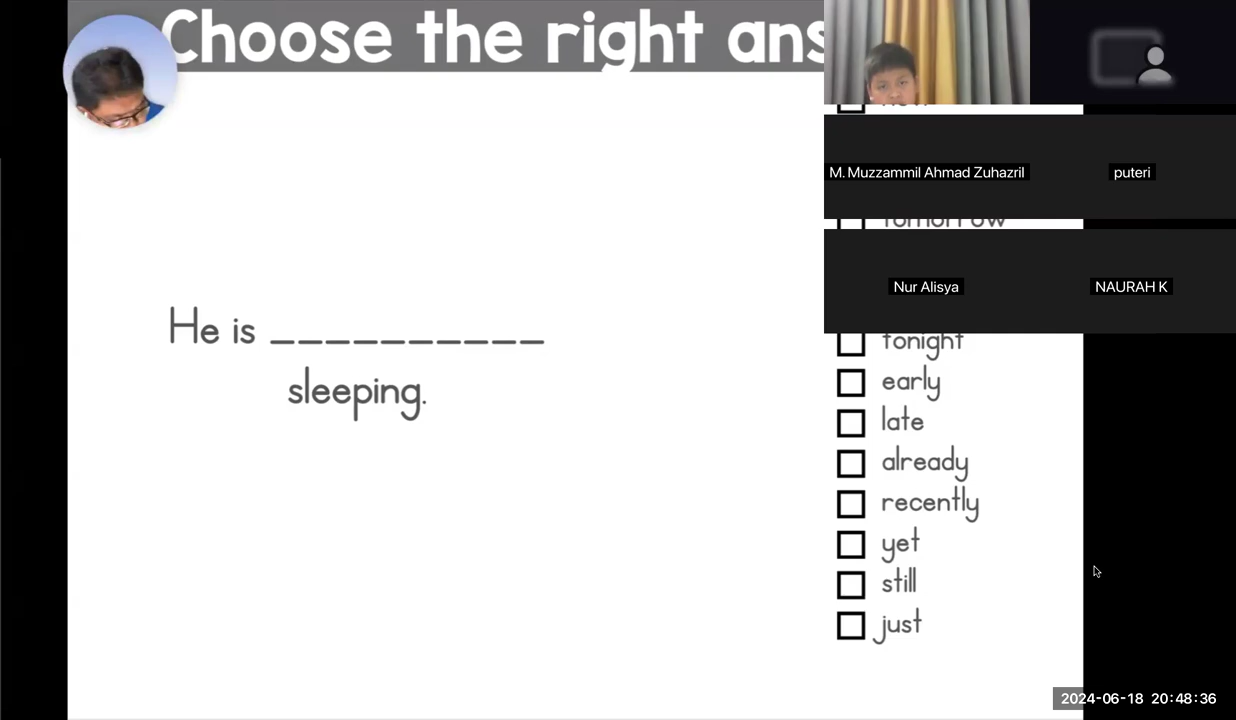 Choose the right ans
M. Muzzammil Ahmad Zuhazril
puteri
tomorrow
Nur Alisya
NAURAH K
He is __________
sleeping.
tonight
early
late
already
recently
yet
still
just
2024-06-18 20:48:36